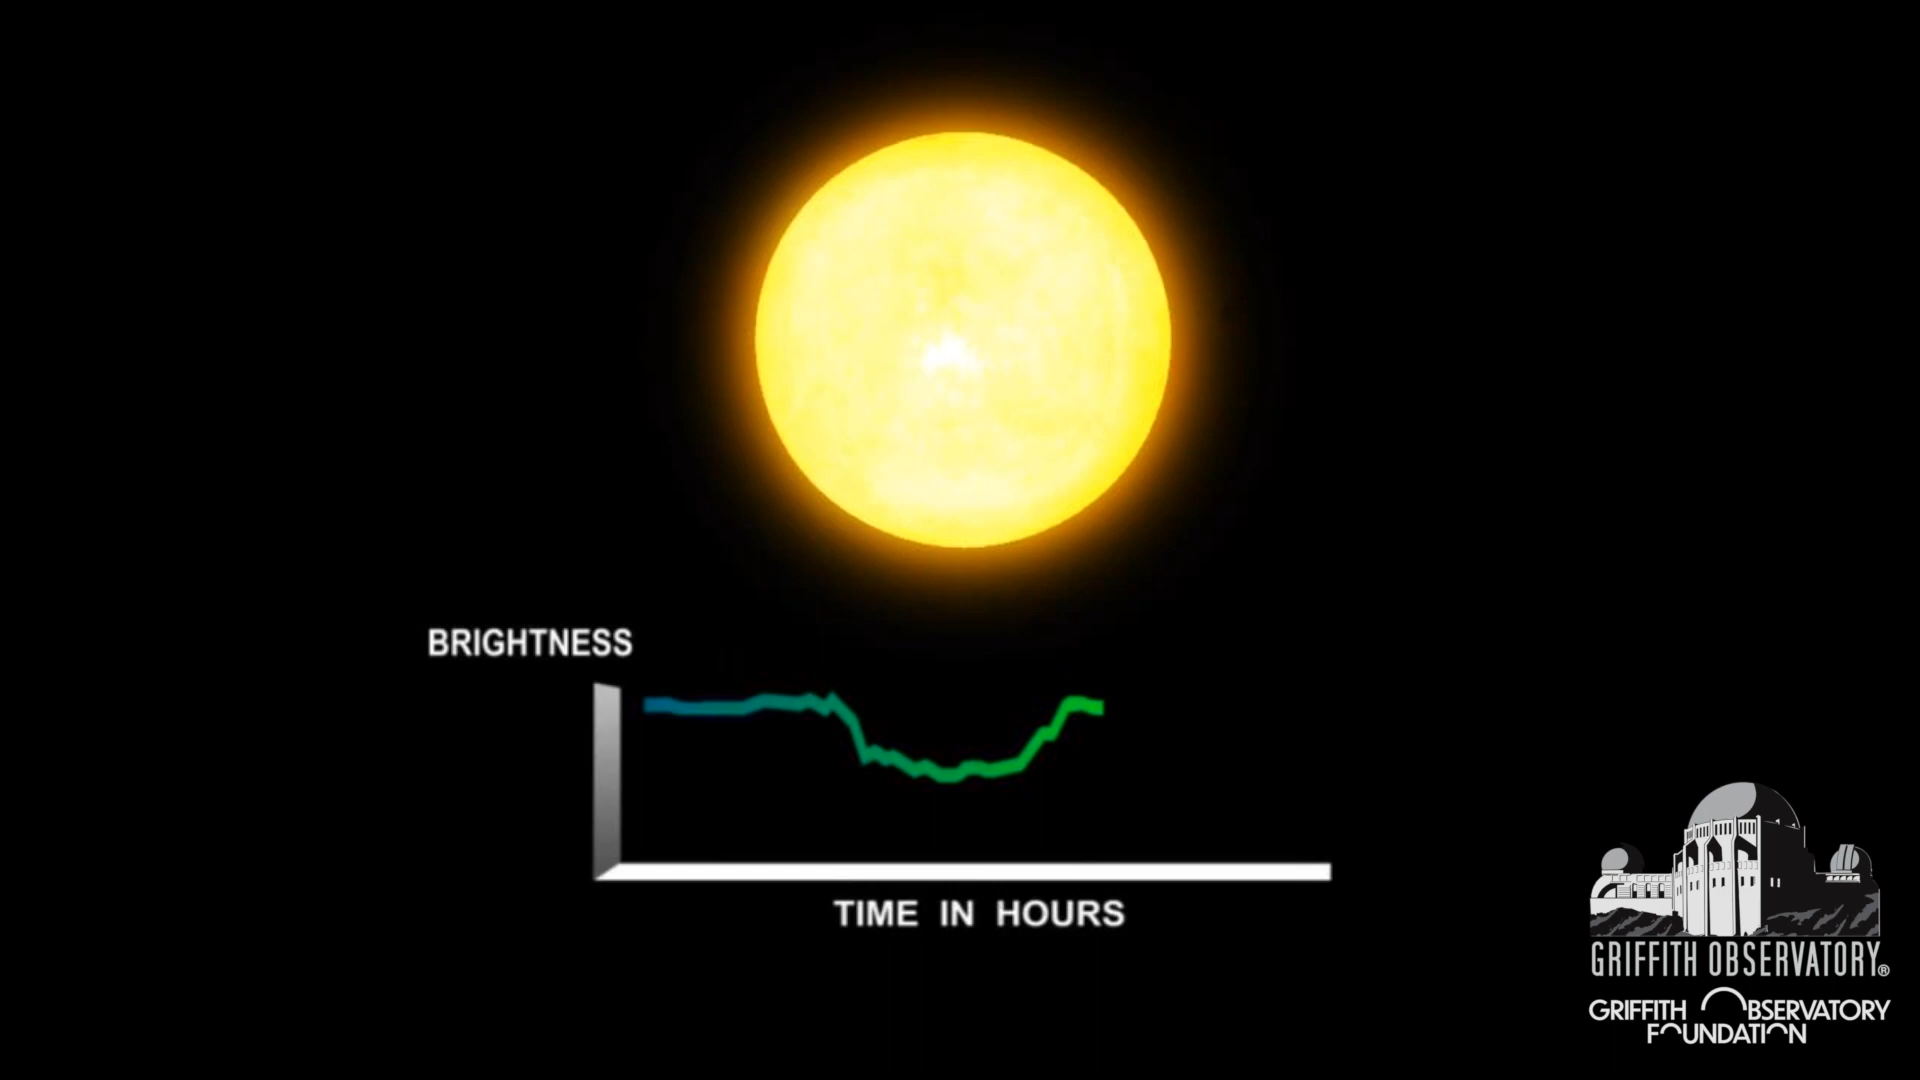 BRIGHTNESS
TIME IN HOURS
GRIFFITH OBSERVATORY®
GRIFFITH OBSERVATORY
FOUNDATION